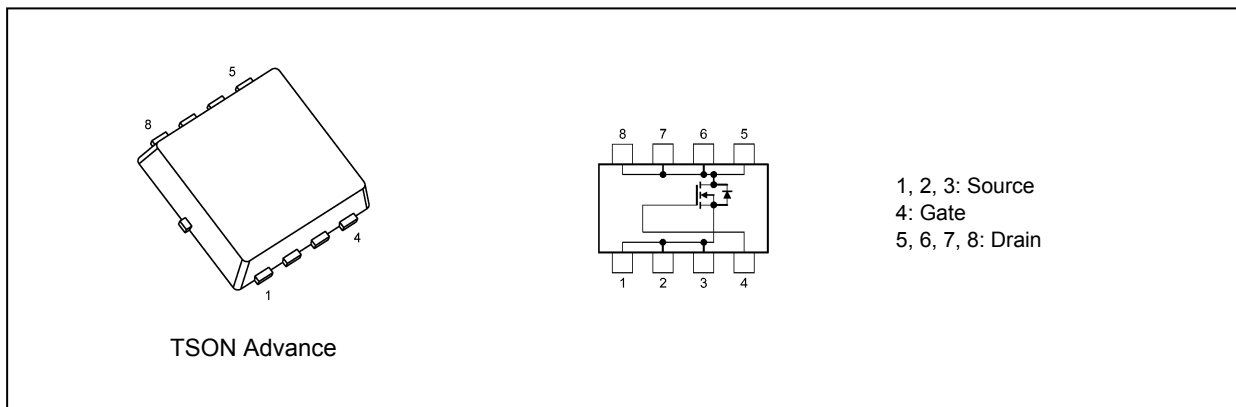 5
8
4
1
TSON Advance
8 7 6 5
1 2 3 4
1, 2, 3: Source
4: Gate
5, 6, 7, 8: Drain